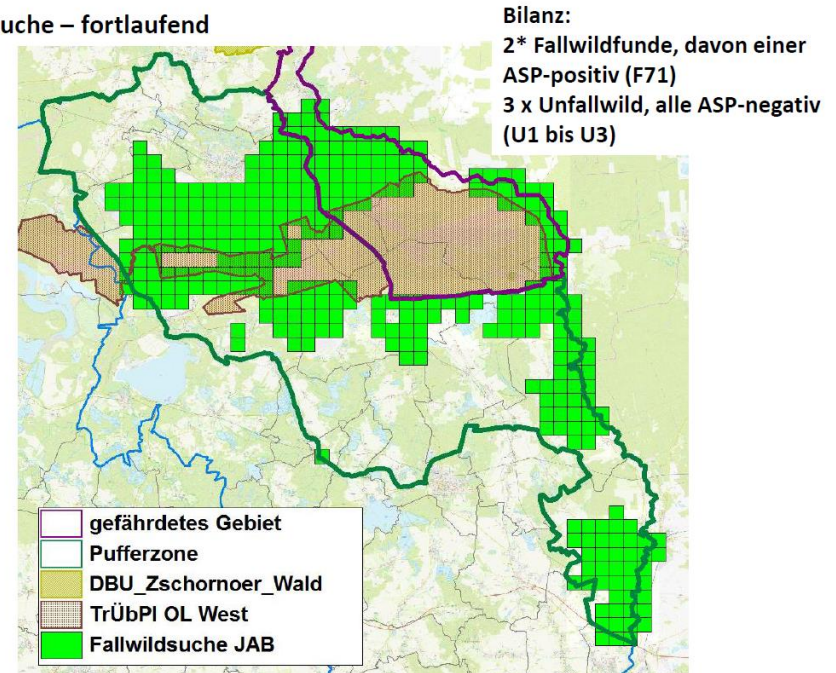 uche – fortlaufend
Bilanz:
2* Fallwildfunde, davon einer
ASP-positiv (F71)
3 x Unfallwild, alle ASP-negativ
(U1 bis U3)
gefährdetes Gebiet
Pufferzone
DBU_Zschornoer_Wald
TrÜbPl OL West
Fallwildsuche JAB